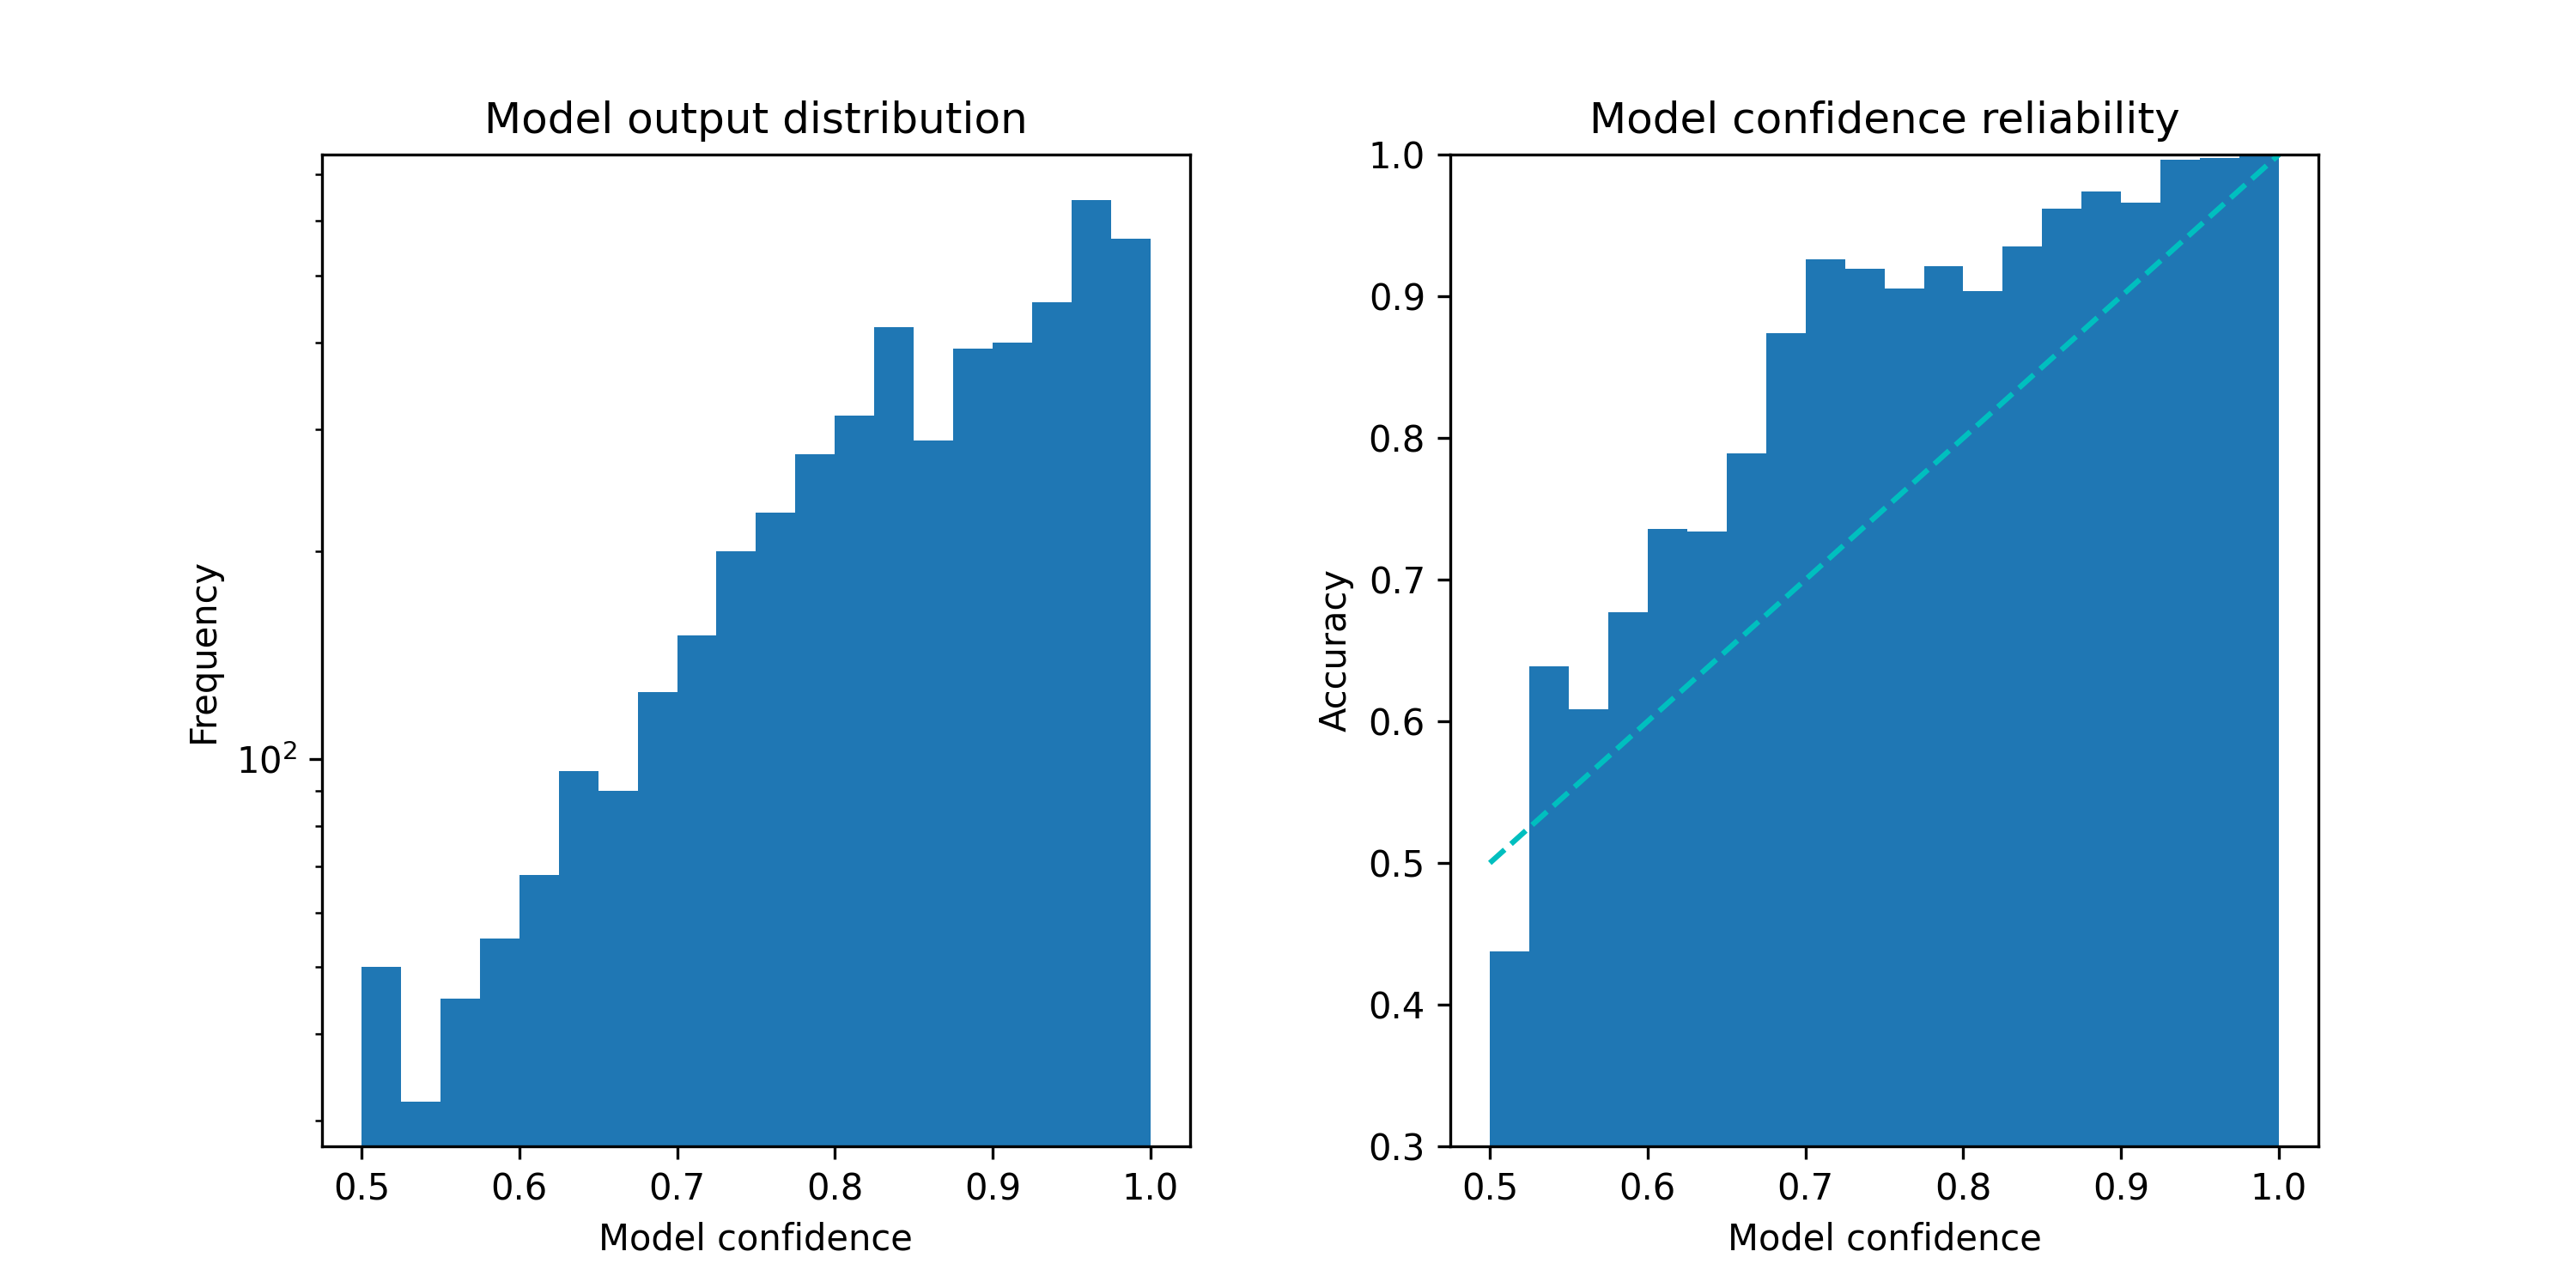 Model output distribution
Frequency
10²
0.5 0.6 0.7 0.8 0.9 1.0
Model confidence
Model confidence reliability
Accuracy
1.0
0.9
0.8
0.7
0.6
0.5
0.4
0.3
0.5 0.6 0.7 0.8 0.9 1.0
Model confidence